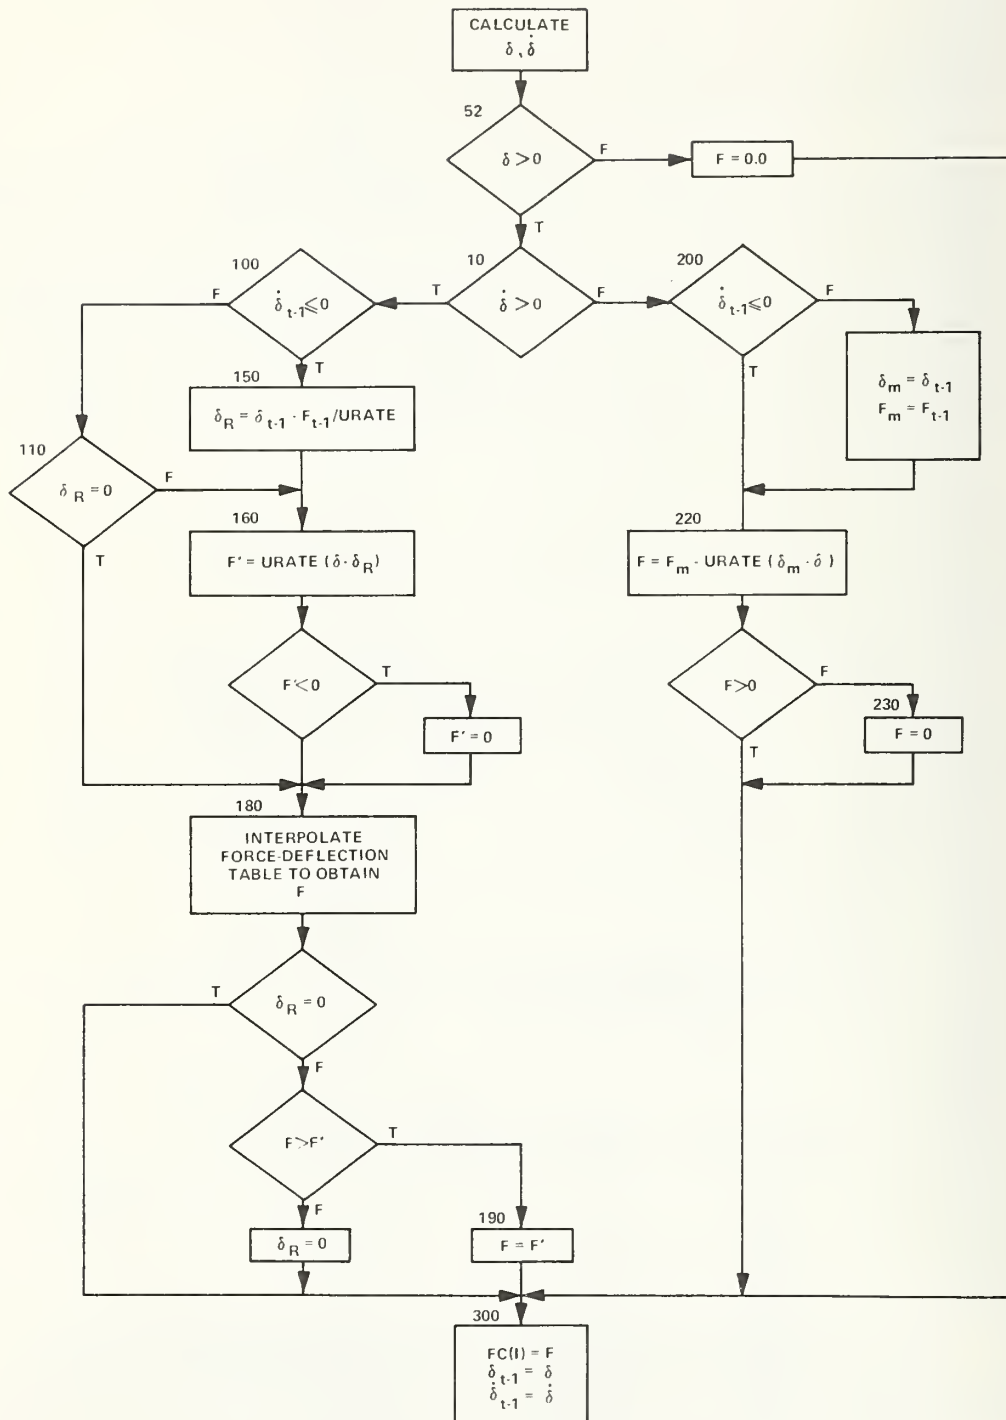 CALCULATE
δ, δ̇
52
δ > 0
F
F = 0.0
T
100
10
200
F
δ̇ t-1 ≤ 0
T
δ̇ > 0
F
δ̇ t-1 ≤ 0
F
T
T
150
δR = δt-1 - Ft-1/URATE
δm = δt-1
Fm = Ft-1
110
δR = 0
F
T
160
F' = URATE (δ - δR)
220
F = Fm - URATE (δm - δ)
F' < 0
T
F' = 0
F > 0
F
T
230
F = 0
180
INTERPOLATE
FORCE-DEFLECTION
TABLE TO OBTAIN
F
T
δR = 0
F
F > F'
T
F
δR = 0
190
F = F'
300
FC(I) = F
δt-1 = δ
δ̇t-1 = δ̇